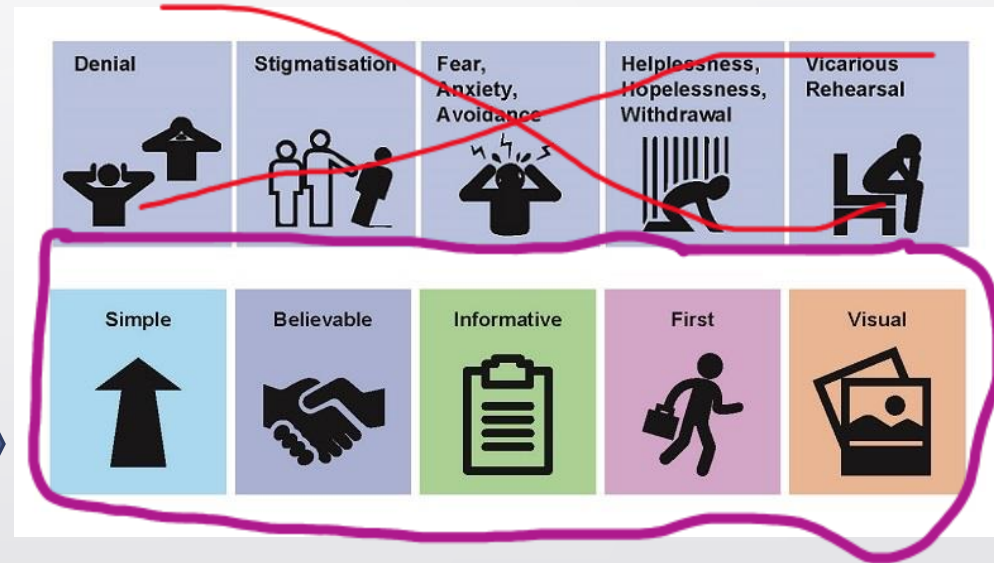 Denial
Stigmatisation
Fear,
Anxiety,
Avoidance
Helplessness,
Hopelessness,
Withdrawal
Vicarious
Rehearsal
Simple
Believable
Informative
First
Visual